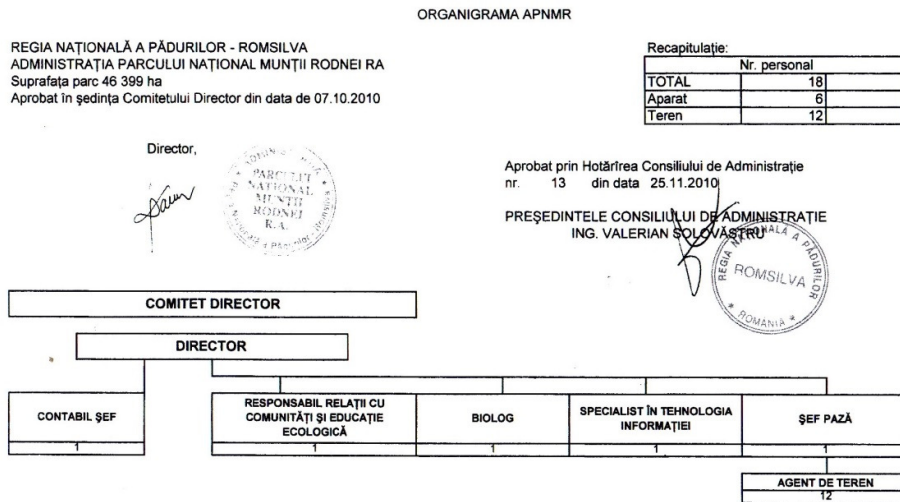 ORGANIGRAMA APNMR
REGIA NAȚIONALĂ A PĂDURILOR - ROMSILVA
ADMINISTRAȚIA PARCULUI NAȚIONAL MUNȚII RODNEI RA
Suprafața parc 46 399 ha
Aprobat în ședința Comitetului Director din data de 07.10.2010
Recapitulație:
Nr. personal
TOTAL 18
Aparat 6
Teren 12
Director,
PARCULUI
NAȚIONAL
MUNȚII
RODNEI
R.A.
Aprobat prin Hotărîrea Consiliului de Administrație
nr. 13 din data 25.11.2010
PREȘEDINTELE CONSILIULUI DE ADMINISTRAȚIE
ING. VALERIAN SOLOVĂSTRU
REGIA NAȚIONALĂ A PĂDURILOR
ROMSILVA
* ROMÂNIA *
COMITET DIRECTOR
DIRECTOR
CONTABIL ȘEF
1
RESPONSABIL RELAȚII CU
COMUNITĂȚI ȘI EDUCAȚIE
ECOLOGICĂ
1
BIOLOG
1
SPECIALIST ÎN TEHNOLOGIA
INFORMAȚIEI
1
ȘEF PAZĂ
1
AGENT DE TEREN
12